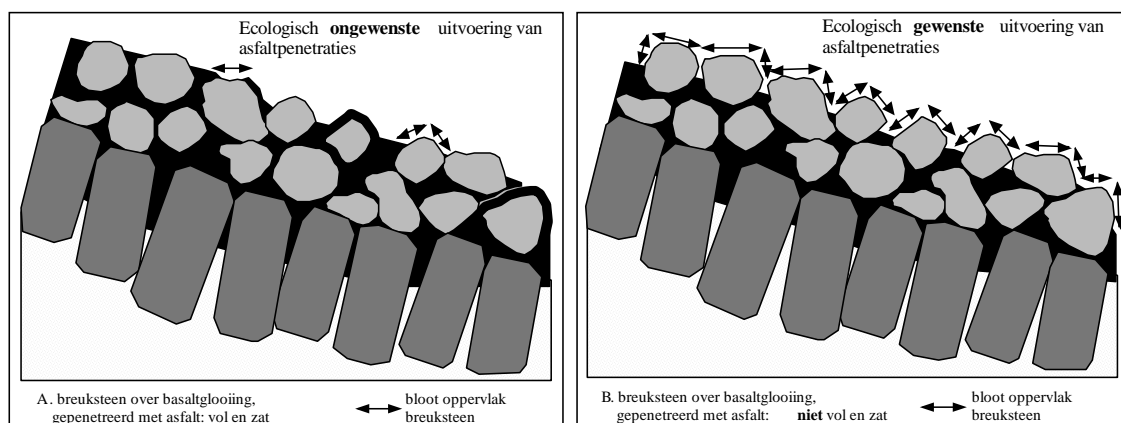 Ecologisch ongewenste uitvoering van
asfaltpenetraties
A. breuksteen over basaltglooiing,
gepenetreerd met asfalt: vol en zat
bloot oppervlak
breuksteen
Ecologisch gewenste uitvoering van
asfaltpenetraties
B. breuksteen over basaltglooiing,
gepenetreerd met asfalt: niet vol en zat
bloot oppervlak
breuksteen